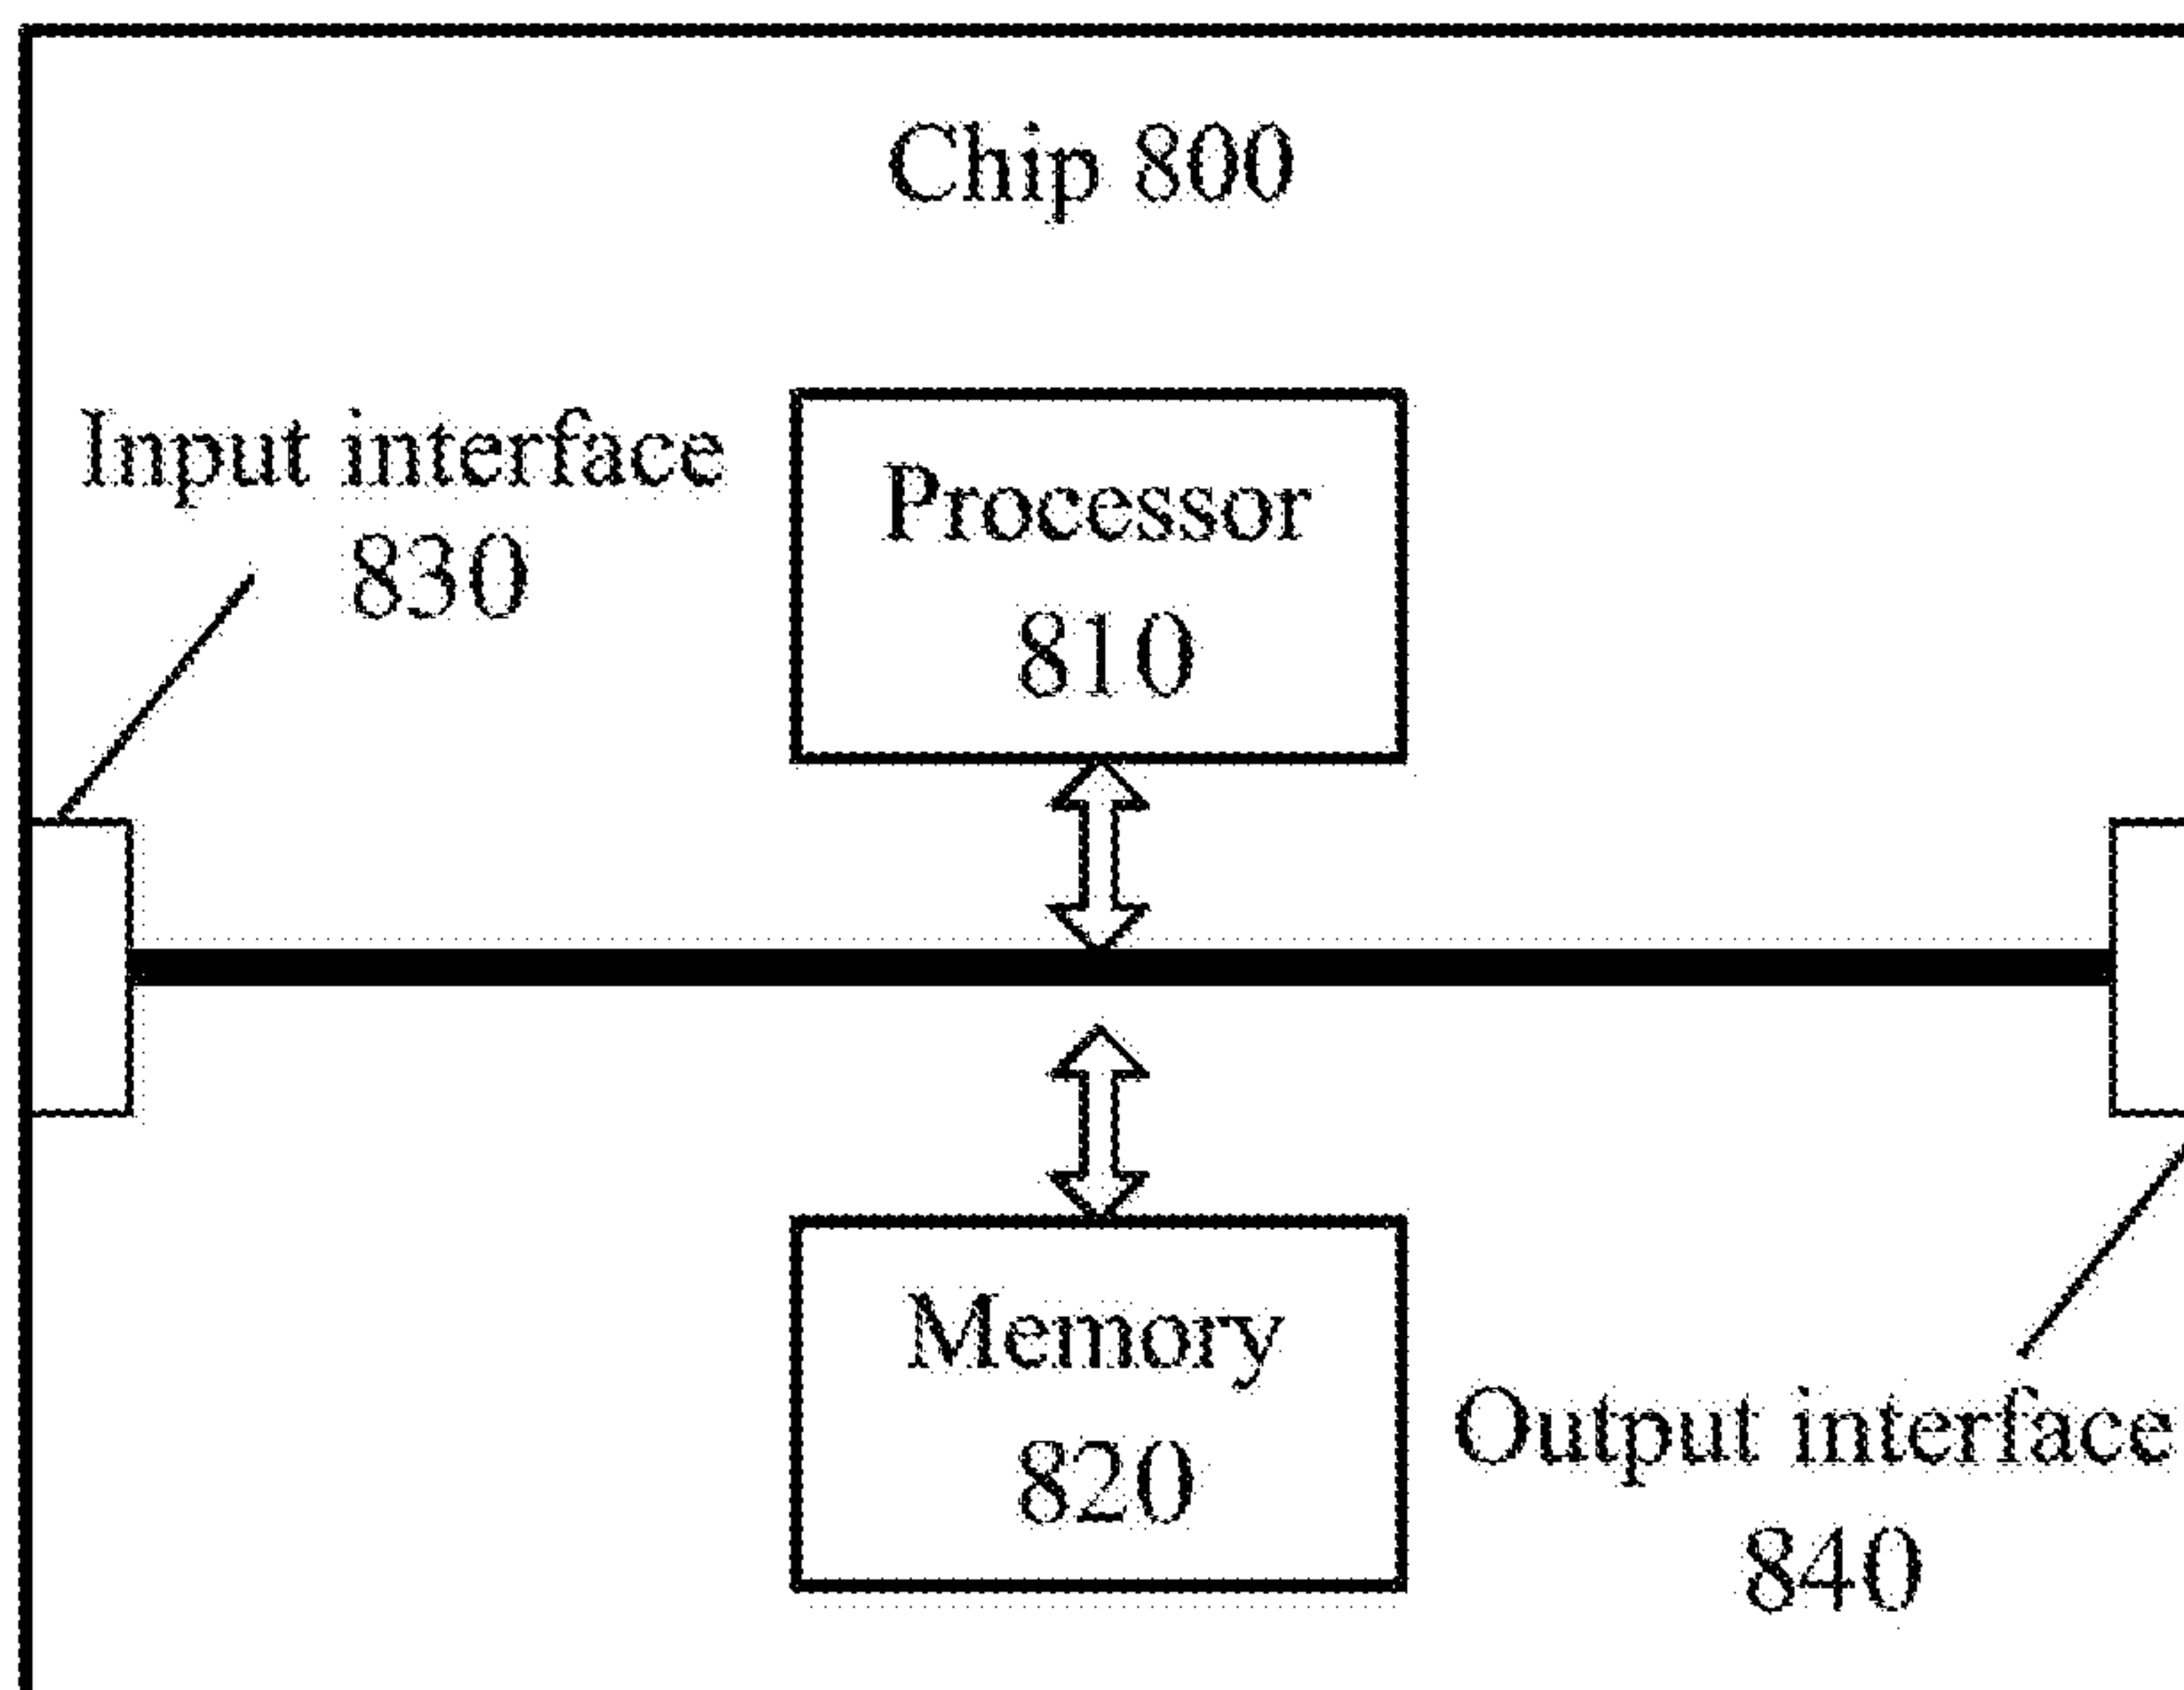 Chip 800
Input interface
830
Processor
810
Memory
820
Output interface
840